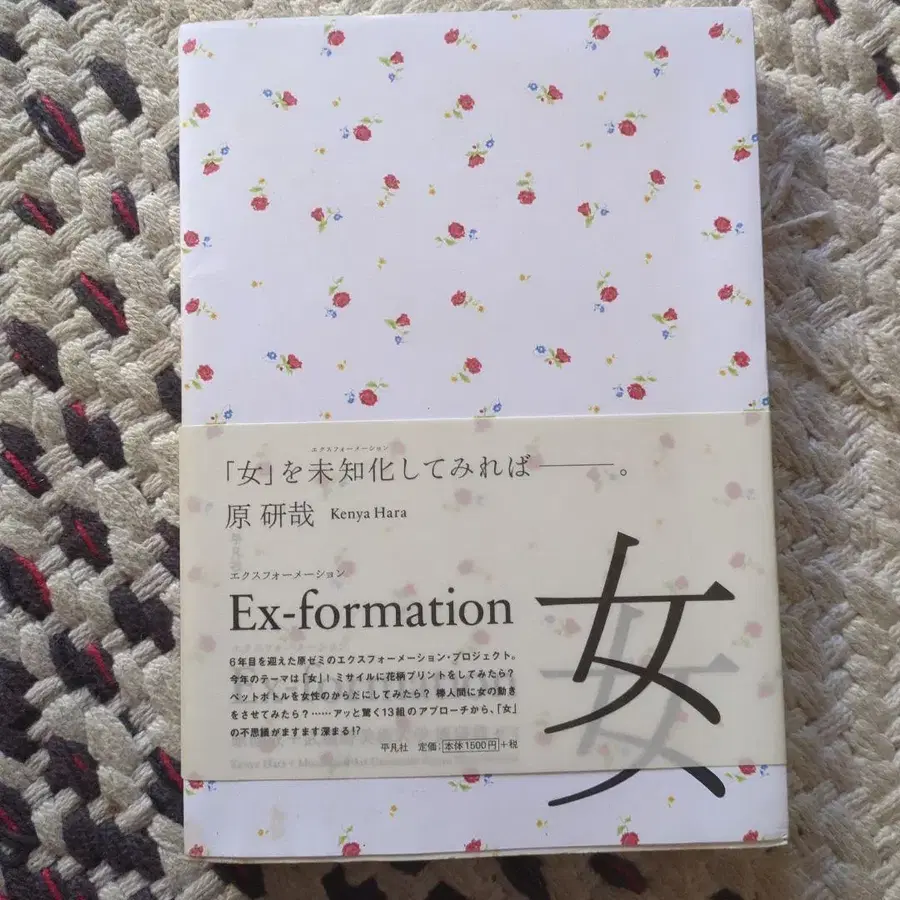 エクスフォーメーション
「女」を未知化してみれば――。
原 研哉 Kenya Hara
エクスフォーメーション
Ex-formation
女
6年目を迎えた原ゼミのエクスフォーメーション・プロジェクト。
今年のテーマは「女」! ミサイルに花柄プリントをしてみたら?
ペットボトルを女性のからだにしてみたら? 棒人間に女の動き
をさせてみたら?……アッと驚く13組のアプローチから、「女」
の不思議がますます深まる!?
平凡社 定価:本体1500円+税